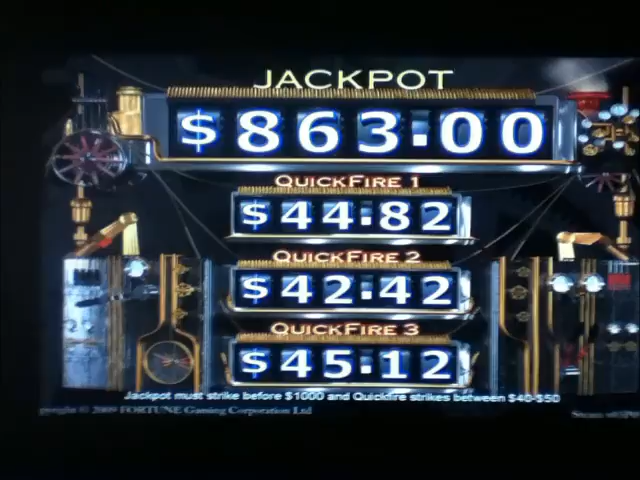 JACKPOT
$863.00
QUICKFIRE 1
$44.82
QUICKFIRE 2
$42.42
QUICKFIRE 3
$45.12
Jackpot must strike before $1000 and Quickfire strikes between $40-$50
© 2009 FORTUNE Gaming Corporation Ltd